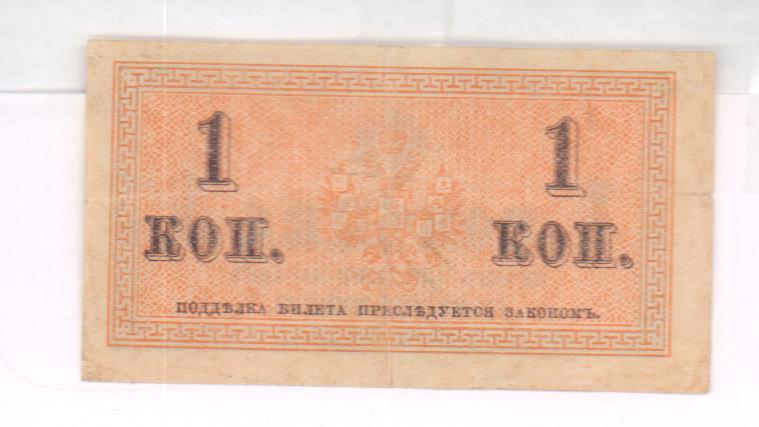 1 1
КОП. КОП.
ПОДДѢЛКА БИЛЕТА ПРЕСЛѢДУЕТСЯ ЗАКОНОМЪ.